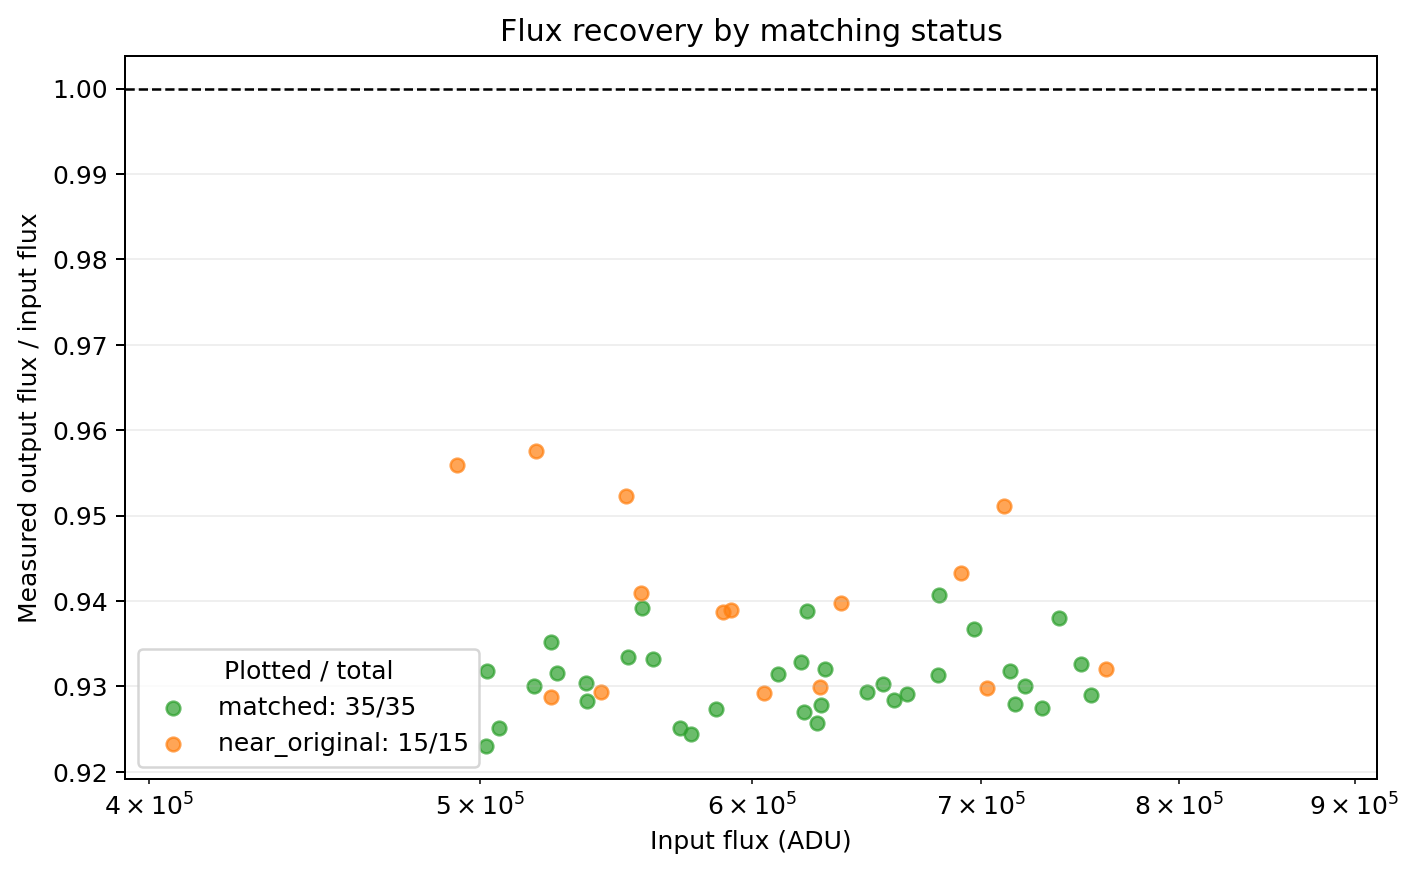 Flux recovery by matching status
Measured output flux / input flux
1.00
0.99
0.98
0.97
0.96
0.95
0.94
0.93
0.92
Plotted / total
matched: 35/35
near_original: 15/15
4 × 10⁵
5 × 10⁵
6 × 10⁵
7 × 10⁵
8 × 10⁵
9 × 10⁵
Input flux (ADU)